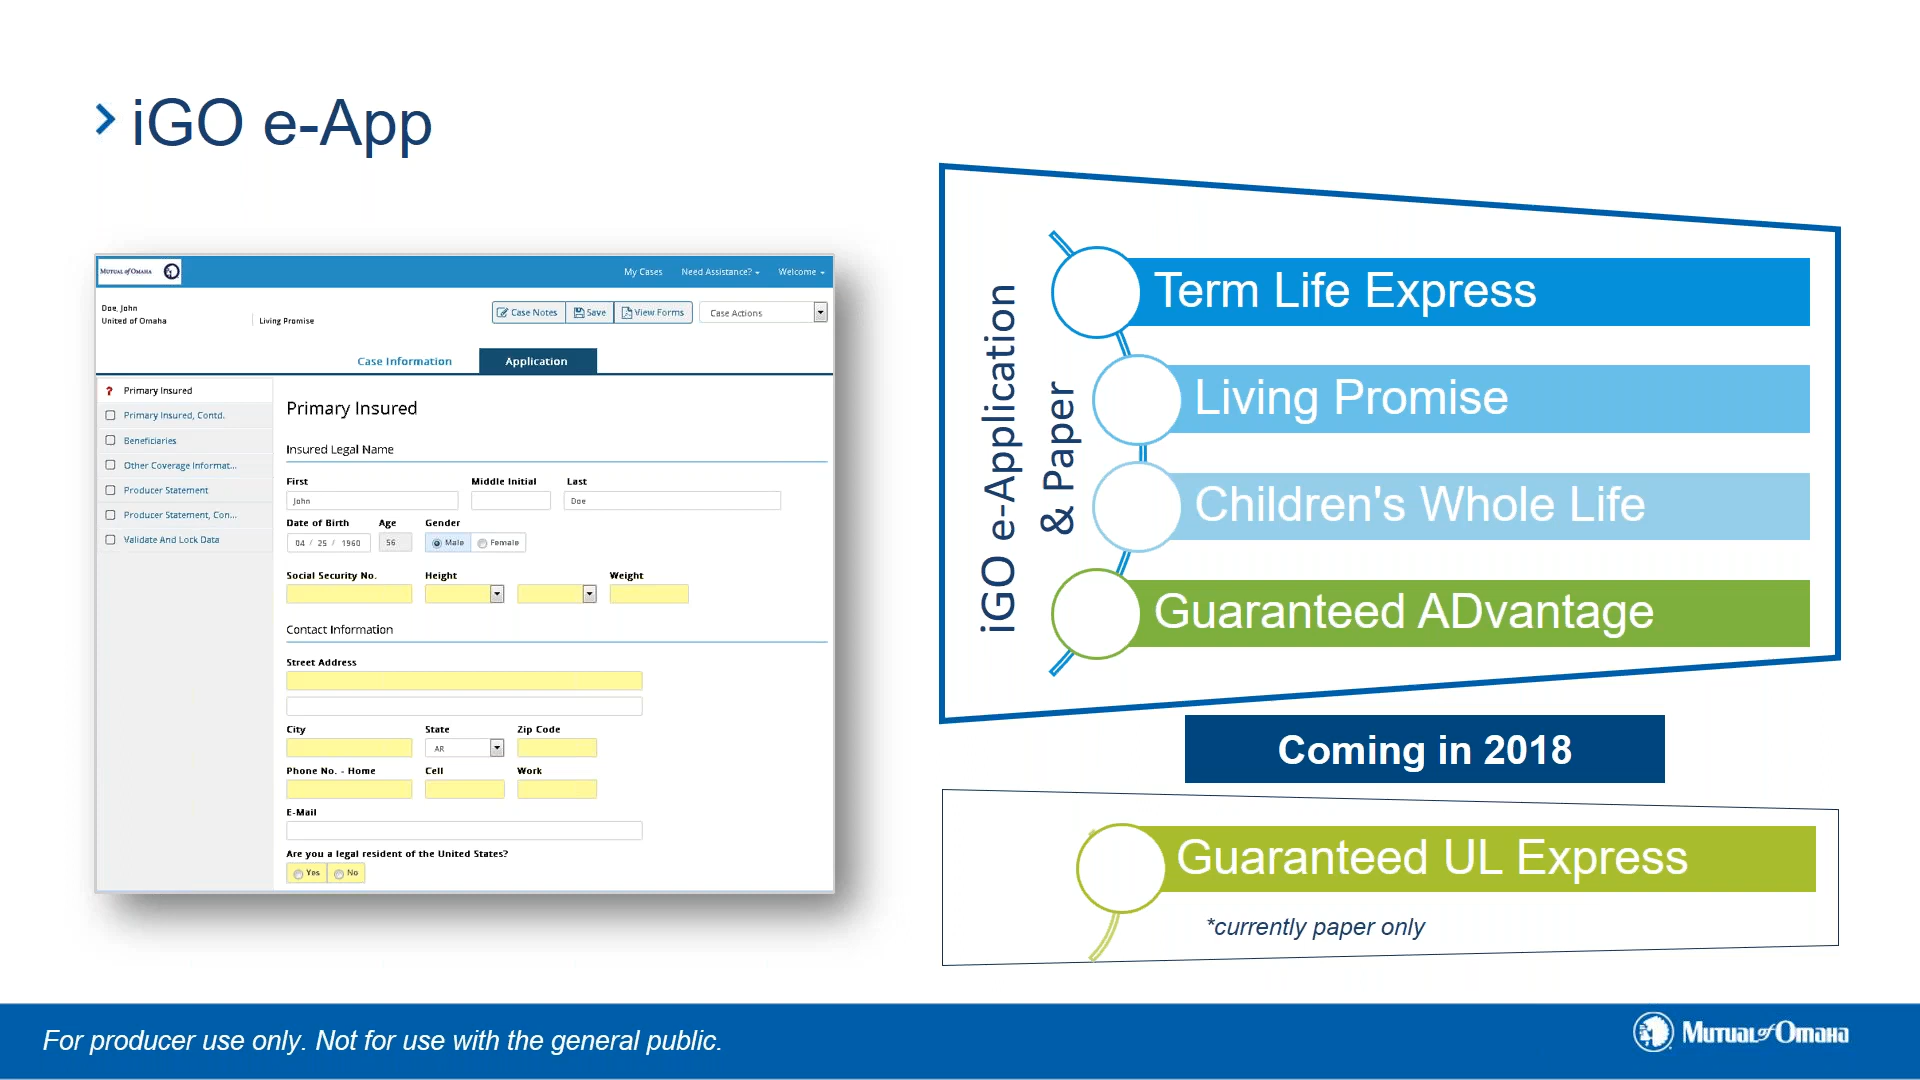 iGO e-App
Mutual of Omaha
My Cases Need Assistance? Welcome
Doe, John
United of Omaha
Living Promise
Case Notes Save View Forms Case Actions
Case Information Application
? Primary Insured
Primary Insured, Contd.
Beneficiaries
Other Coverage Informat...
Producer Statement
Producer Statement, Con...
Validate And Lock Data
Primary Insured
Insured Legal Name
First Middle Initial Last
John Doe
Date of Birth Age Gender
04 / 25 / 1960 56 Male Female
Social Security No. Height Weight
Contact Information
Street Address
City State Zip Code
AR
Phone No. - Home Cell Work
E-Mail
Are you a legal resident of the United States?
Yes No
iGO e-Application
& Paper
Term Life Express
Living Promise
Children's Whole Life
Guaranteed ADvantage
Coming in 2018
Guaranteed UL Express
*currently paper only
For producer use only. Not for use with the general public.
Mutual of Omaha